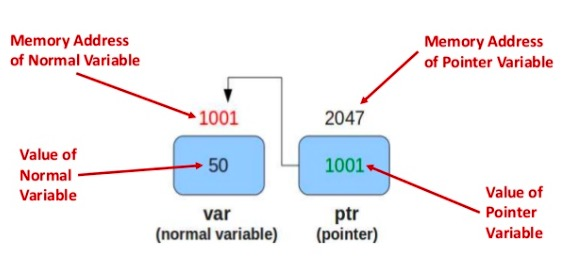 Memory Address
of Normal Variable
Memory Address
of Pointer Variable
1001
2047
Value of
Normal
Variable
50
1001
Value of
Pointer
Variable
var
(normal variable)
ptr
(pointer)